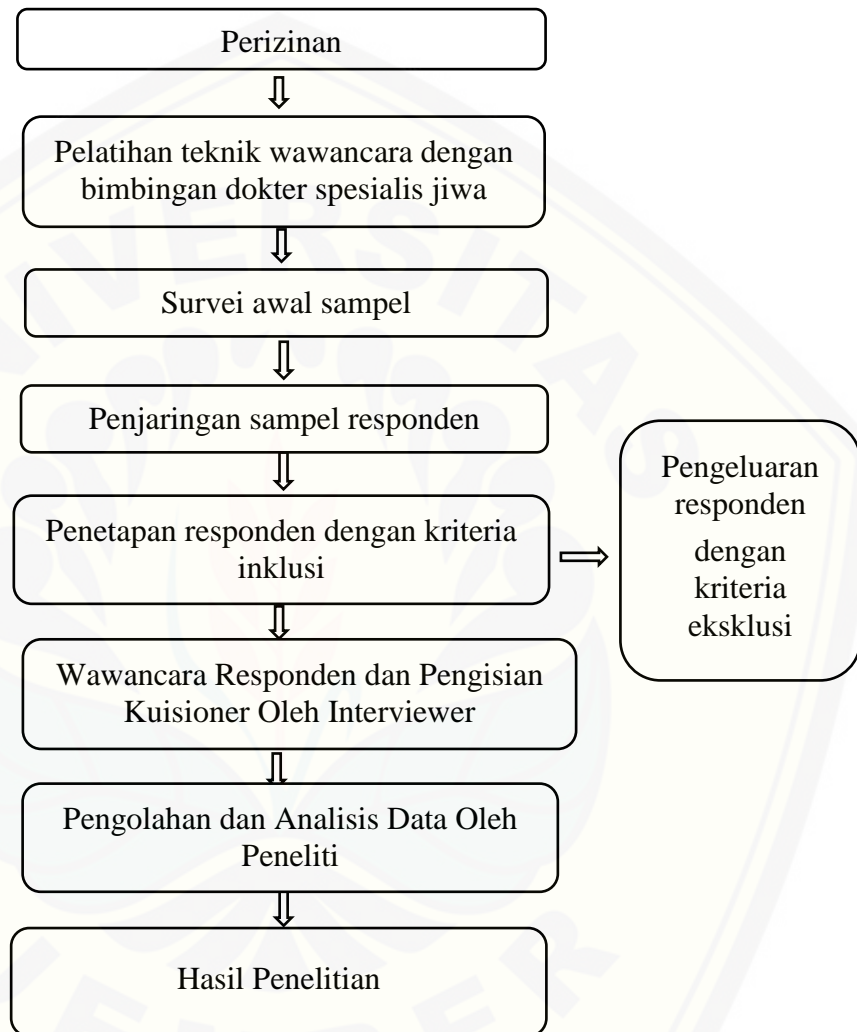 Perizinan
Pelatihan teknik wawancara dengan
bimbingan dokter spesialis jiwa
Survei awal sampel
Penjaringan sampel responden
Penetapan responden dengan kriteria
inklusi
Pengeluaran
responden
dengan
kriteria
eksklusi
Wawancara Responden dan Pengisian
Kuisioner Oleh Interviewer
Pengolahan dan Analisis Data Oleh
Peneliti
Hasil Penelitian
UNIVERSITAS
JEMBER